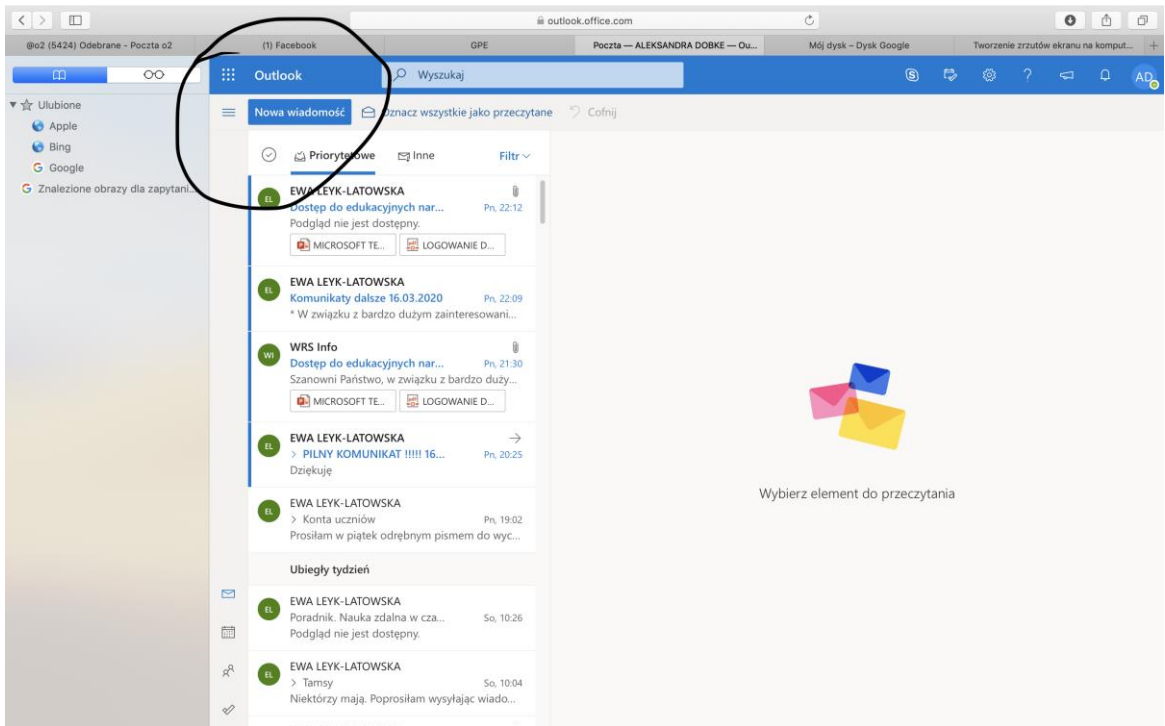 outlook.office.com
@o2 (5424) Odebrane - Poczta o2
(1) Facebook
GPE
Poczta — ALEKSANDRA DOBKE — Ou...
Mój dysk – Dysk Google
Tworzenie zrzutów ekranu na komput...
Outlook
Wyszukaj
AD
Ulubione
Apple
Bing
Google
Znalezione obrazy dla zapytani...
Nowa wiadomość
Oznacz wszystkie jako przeczytane
Cofnij
Priorytetowe
Inne
Filtr
EL
EWA LEYK-LATOWSKA
Dostęp do edukacyjnych nar... Pn, 22:12
Podgląd nie jest dostępny.
MICROSOFT TE... LOGOWANIE D...
EL
EWA LEYK-LATOWSKA
Komunikaty dalsze 16.03.2020 Pn, 22:09
* W związku z bardzo dużym zainteresowani...
WI
WRS Info
Dostęp do edukacyjnych nar... Pn, 21:30
Szanowni Państwo, w związku z bardzo duży...
MICROSOFT TE... LOGOWANIE D...
EL
EWA LEYK-LATOWSKA
> PILNY KOMUNIKAT !!!!! 16... Pn, 20:25
Dziękuję
EL
EWA LEYK-LATOWSKA
> Konta uczniów Pn, 19:02
Prosiłam w piątek odrębnym pismem do wyc...
Ubiegły tydzień
EL
EWA LEYK-LATOWSKA
Poradnik. Nauka zdalna w cza... So, 10:26
Podgląd nie jest dostępny.
EL
EWA LEYK-LATOWSKA
> Tamsy So, 10:04
Niektórzy mają. Poprosiłam wysyłając wiado...
Wybierz element do przeczytania